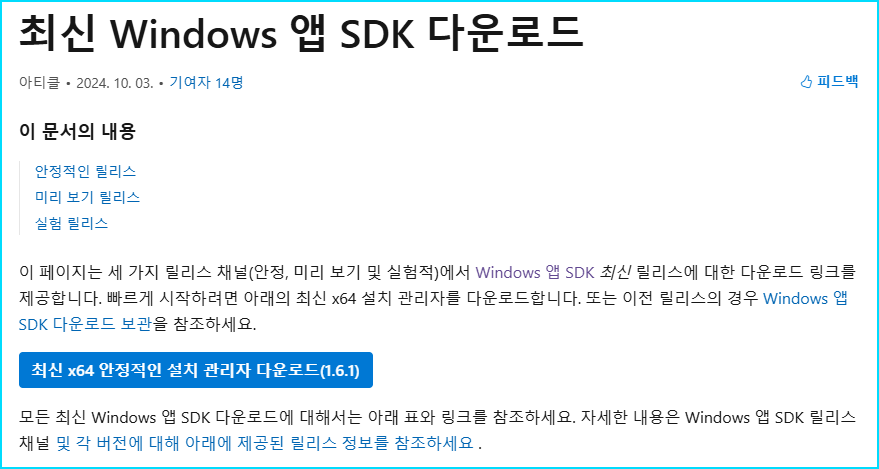 최신 Windows 앱 SDK 다운로드
아티클 • 2024. 10. 03. • 기여자 14명
피드백
이 문서의 내용
안정적인 릴리스
미리 보기 릴리스
실험 릴리스
이 페이지는 세 가지 릴리스 채널(안정, 미리 보기 및 실험적)에서 Windows 앱 SDK 최신 릴리스에 대한 다운로드 링크를
제공합니다. 빠르게 시작하려면 아래의 최신 x64 설치 관리자를 다운로드합니다. 또는 이전 릴리스의 경우 Windows 앱
SDK 다운로드 보관을 참조하세요.
최신 x64 안정적인 설치 관리자 다운로드(1.6.1)
모든 최신 Windows 앱 SDK 다운로드에 대해서는 아래 표와 링크를 참조하세요. 자세한 내용은 Windows 앱 SDK 릴리스
채널 및 각 버전에 대해 아래에 제공된 릴리스 정보를 참조하세요 .